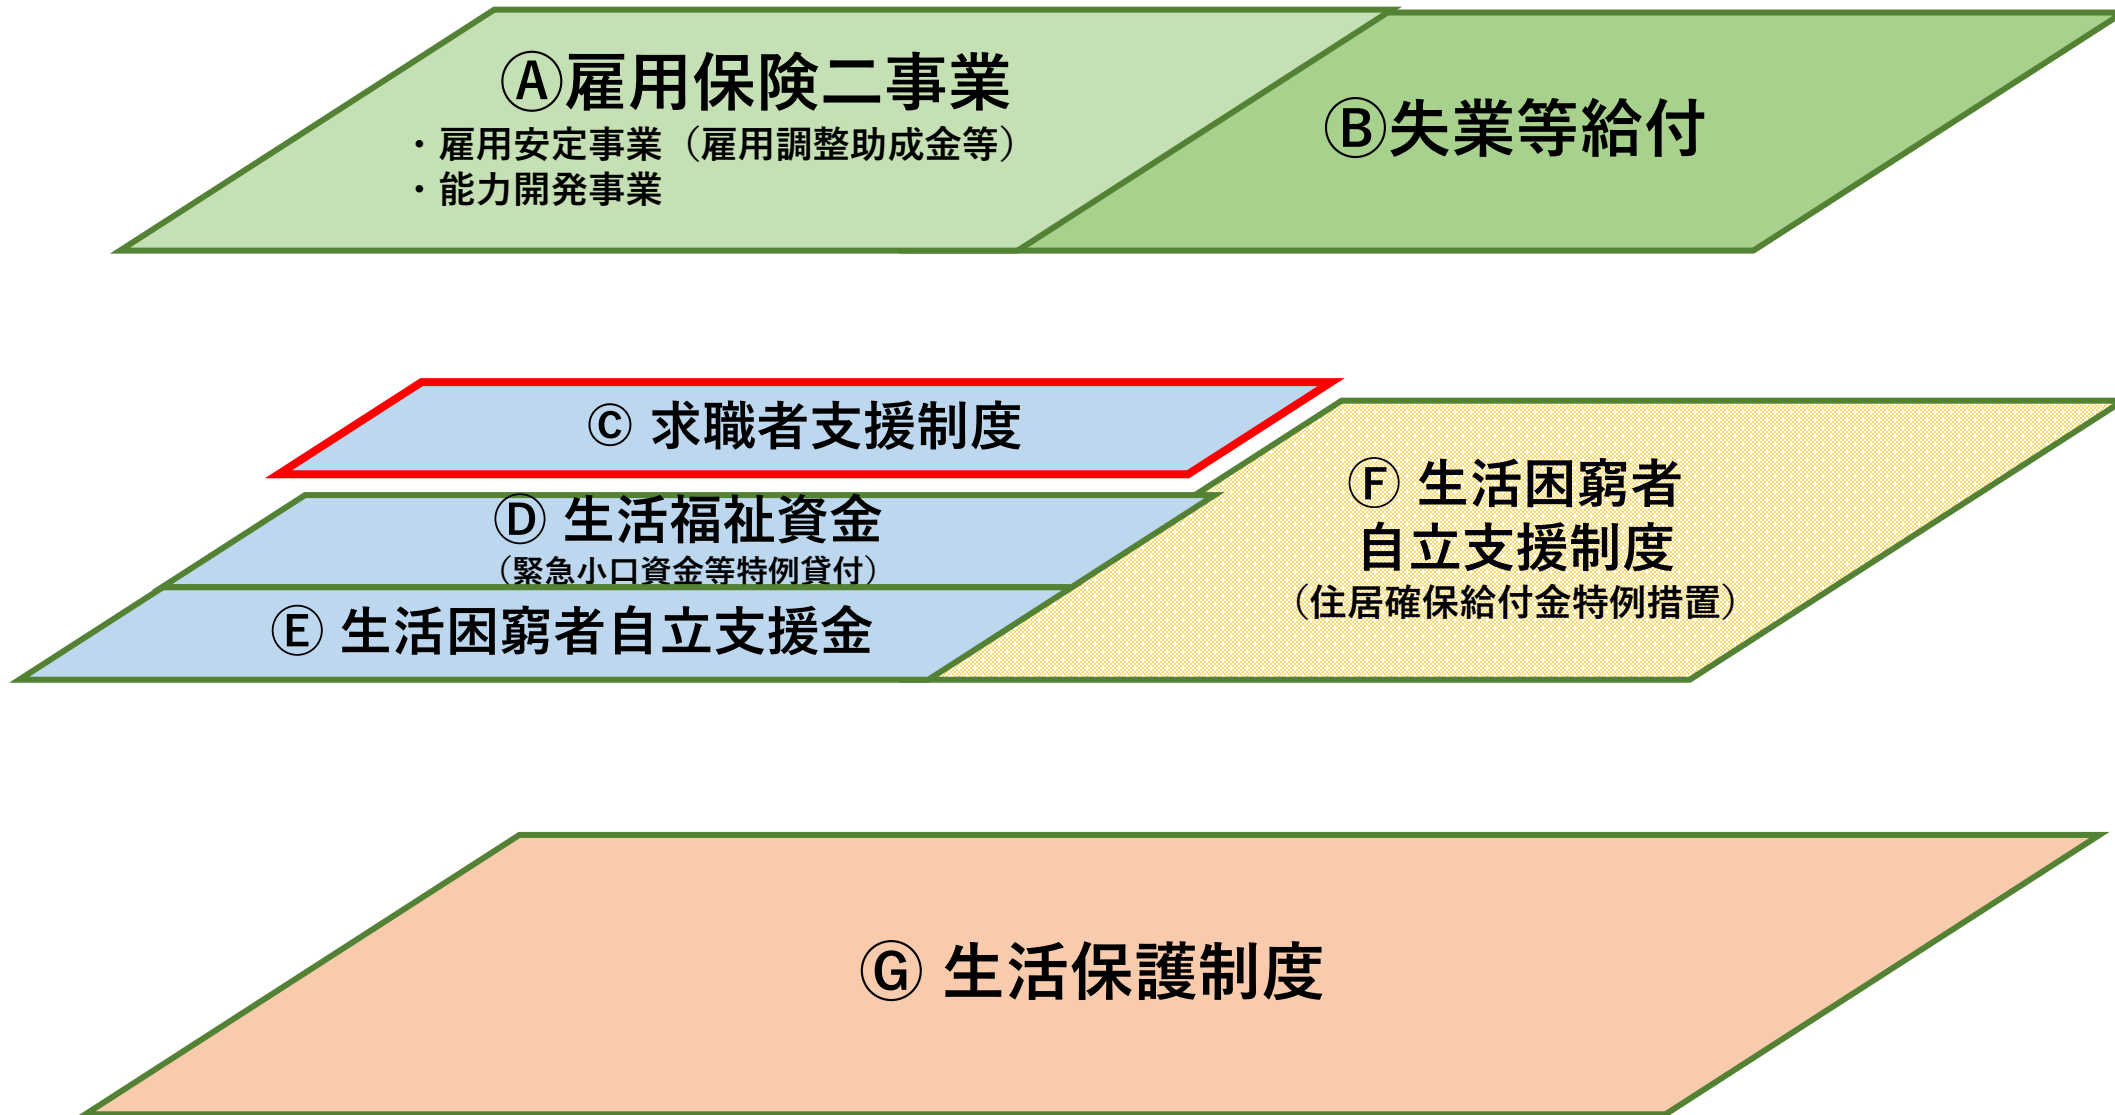 Ⓐ雇用保険二事業
・雇用安定事業（雇用調整助成金等）
・能力開発事業
Ⓑ失業等給付
Ⓒ 求職者支援制度
Ⓓ 生活福祉資金
（緊急小口資金等特例貸付）
Ⓔ 生活困窮者自立支援金
Ⓕ 生活困窮者
自立支援制度
（住居確保給付金特例措置）
Ⓖ 生活保護制度